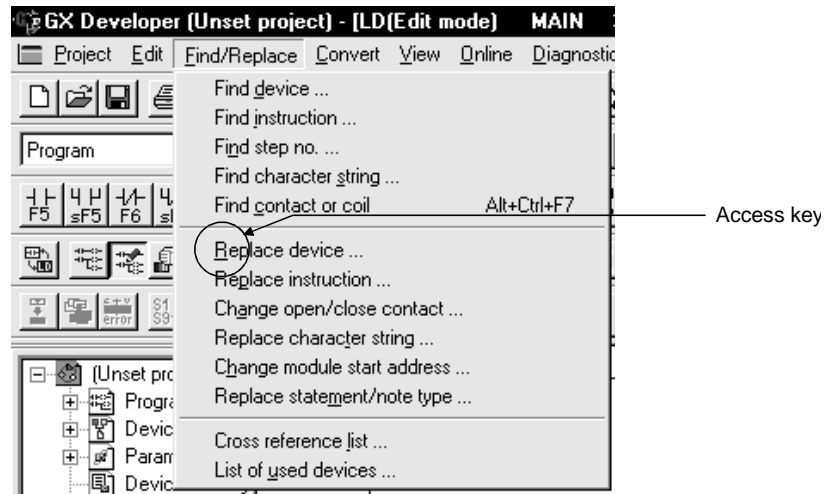 GX Developer (Unset project) - [LD(Edit mode) MAIN
Project Edit Find/Replace Convert View Online Diagnostic
Find device ...
Find instruction ...
Program
Find step no. ...
Find character string ...
Find contact or coil Alt+Ctrl+F7
F5 sF5 F6
Access key
Replace device ...
Replace instruction ...
error S1
Change open/close contact ...
Replace character string ...
Change module start address ...
(Unset pro
Progra
Replace statement/note type ...
Devic
Param
Cross reference list ...
Devic
List of used devices ...